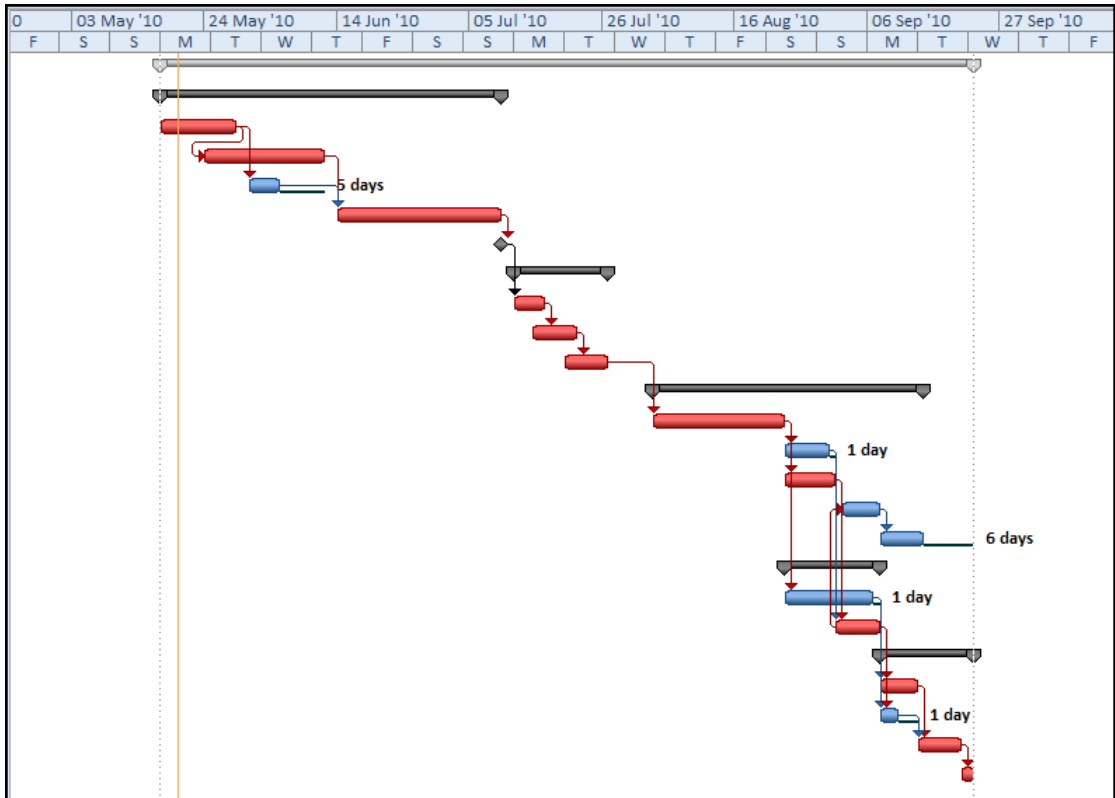 0 03 May '10 24 May '10 14 Jun '10 05 Jul '10 26 Jul '10 16 Aug '10 06 Sep '10 27 Sep '10
F S S M T W T F S S M T W T F S S M T W T F
5 days
1 day
6 days
1 day
1 day